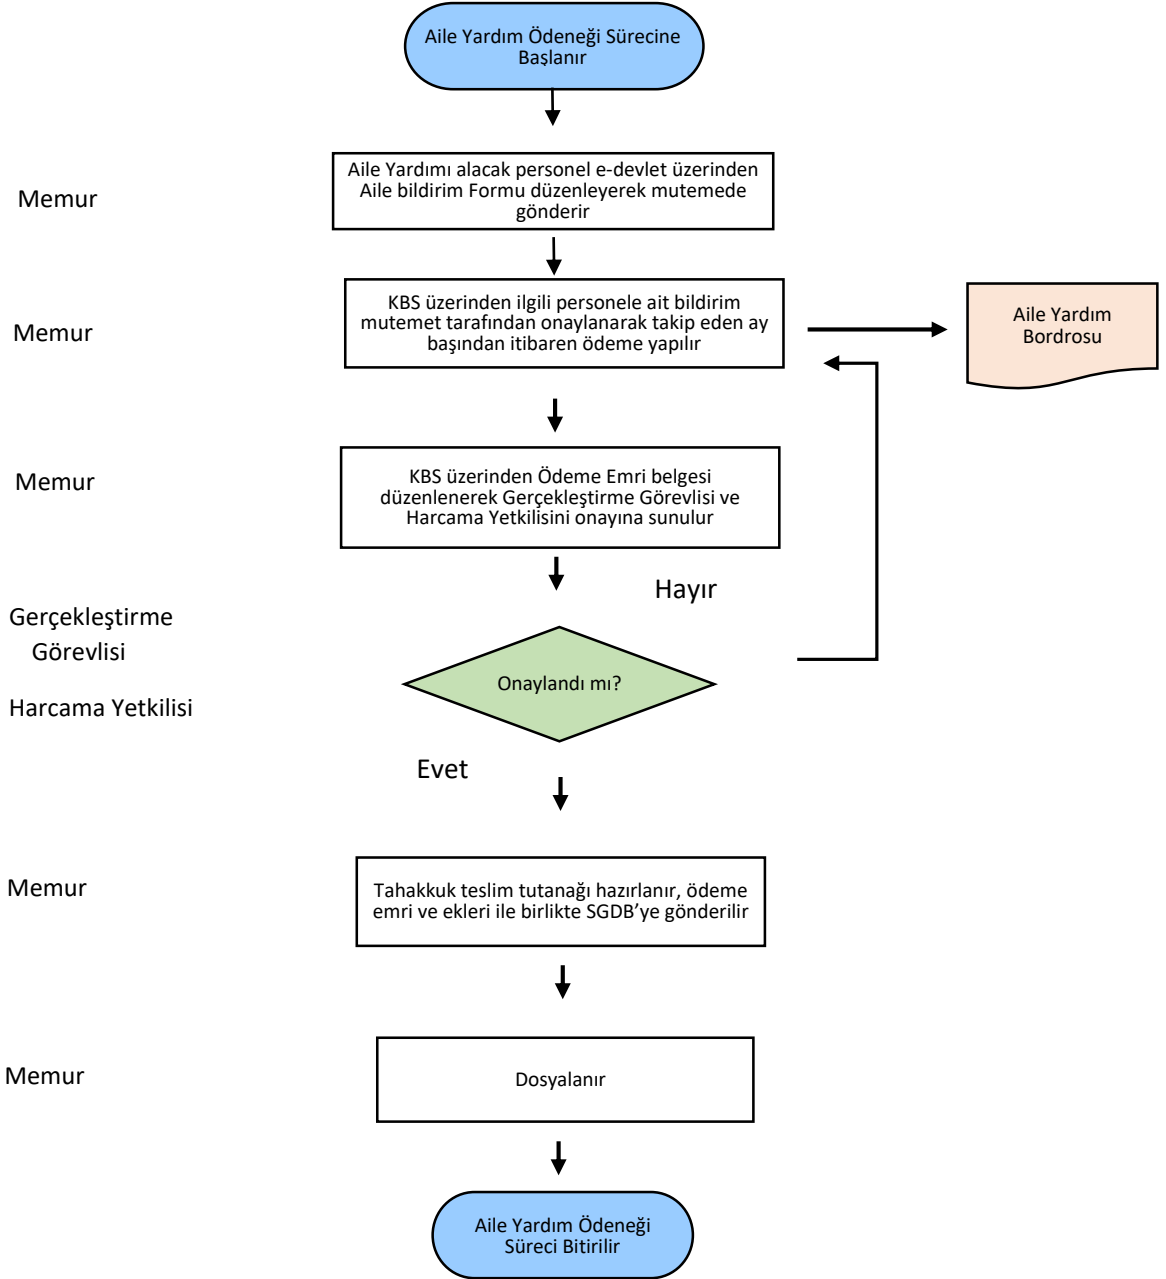 Aile Yardım Ödeneği Sürecine
Başlanır
Memur
Aile Yardımı alacak personel e-devlet üzerinden
Aile bildirim Formu düzenleyerek mutemede
gönderir
Memur
KBS üzerinden ilgili personele ait bildirim
mutemet tarafından onaylanarak takip eden ay
başından itibaren ödeme yapılır
Aile Yardım
Bordrosu
Memur
KBS üzerinden Ödeme Emri belgesi
düzenlenerek Gerçekleştirme Görevlisi ve
Harcama Yetkilisini onayına sunulur
Hayır
Gerçekleştirme
Görevlisi
Harcama Yetkilisi
Onaylandı mı?
Evet
Memur
Tahakkuk teslim tutanağı hazırlanır, ödeme
emri ve ekleri ile birlikte SGDB’ye gönderilir
Memur
Dosyalanır
Aile Yardım Ödeneği
Süreci Bitirilir